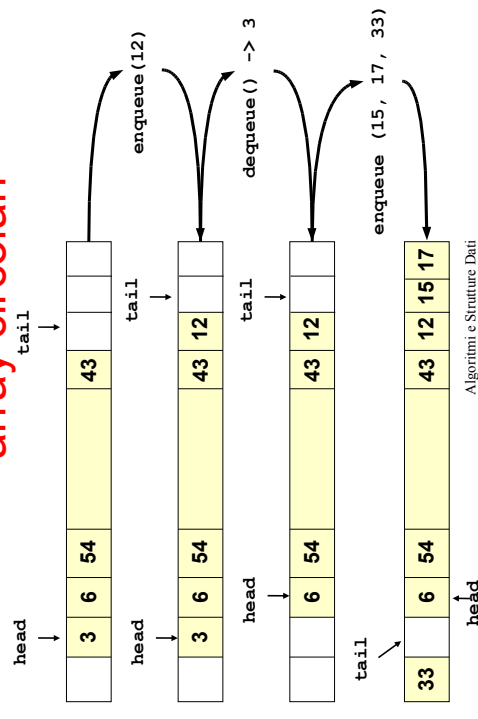 array circolari
head
tail
3 6 54 43
enqueue(12)
head
tail
3 6 54 43 12
dequeue() -> 3
head
tail
6 54 43 12
enqueue (15, 17, 33)
tail
33 6 54 43 12 15 17
head
Algoritmi e Strutture Dati